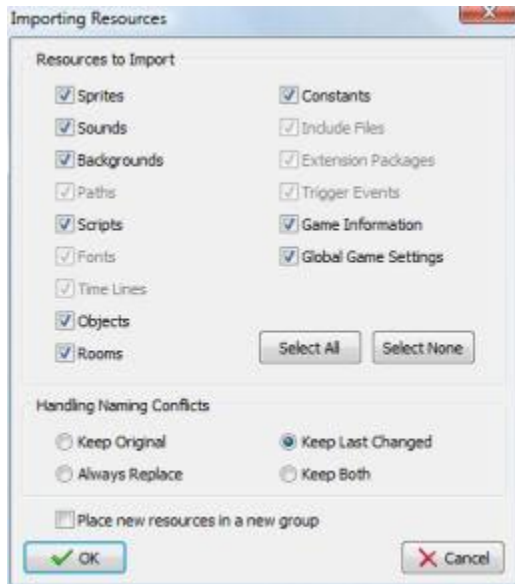 Importing Resources
Resources to Import
Sprites
Constants
Sounds
Include Files
Backgrounds
Extension Packages
Paths
Trigger Events
Scripts
Game Information
Fonts
Global Game Settings
Time Lines
Objects
Rooms
Select All
Select None
Handling Naming Conflicts
Keep Original
Keep Last Changed
Always Replace
Keep Both
Place new resources in a new group
OK
Cancel